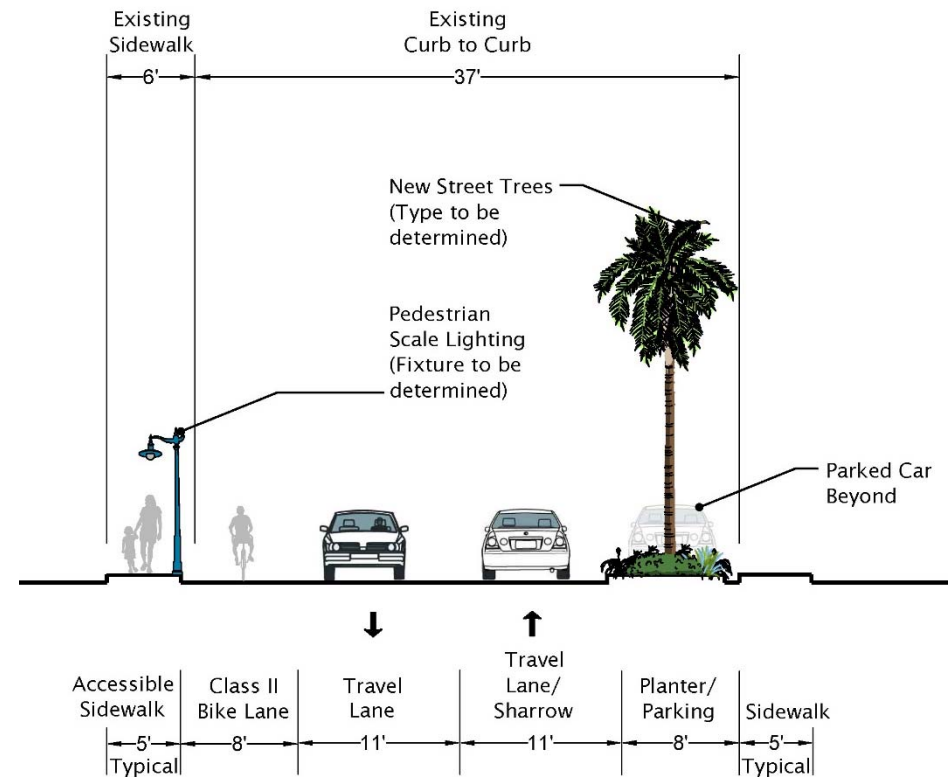 Existing
Sidewalk
Existing
Curb to Curb
6'
37'
New Street Trees
(Type to be
determined)
Pedestrian
Scale Lighting
(Fixture to be
determined)
Parked Car
Beyond
Accessible
Sidewalk
Class II
Bike Lane
Travel
Lane
Travel
Lane/
Sharrow
Planter/
Parking
Sidewalk
5'
8'
11'
11'
8'
5'
Typical
Typical